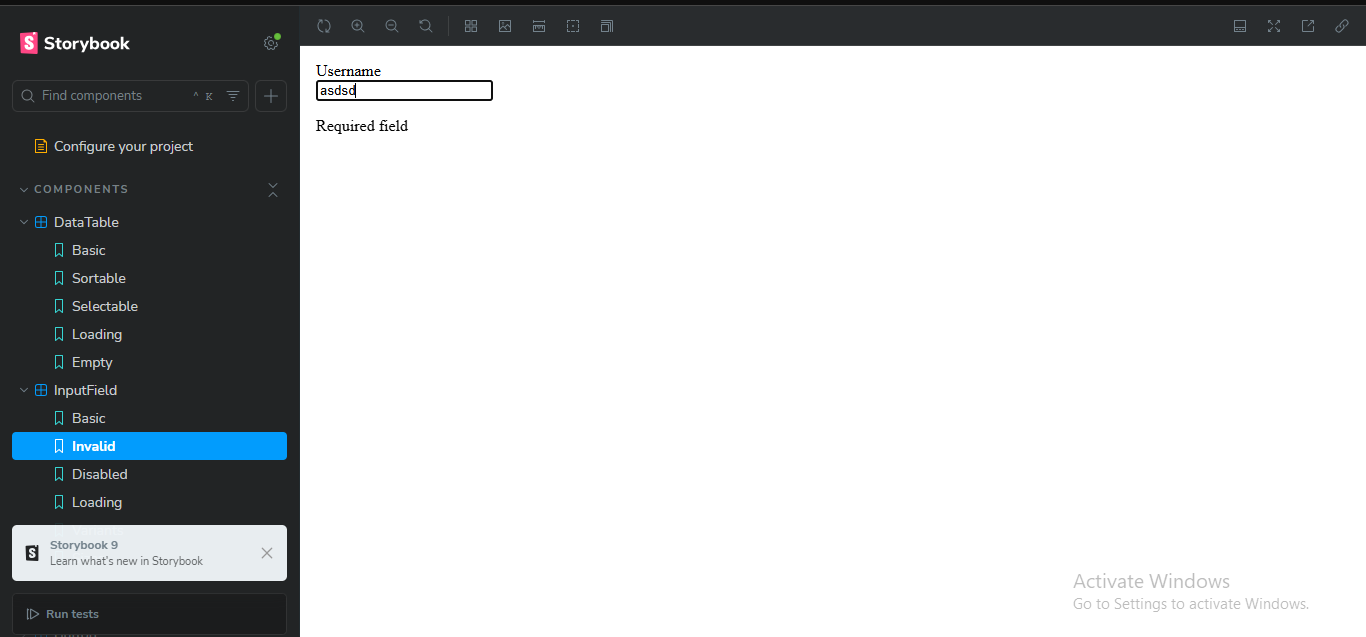 Storybook
Find components
^ K
Configure your project
COMPONENTS
DataTable
Basic
Sortable
Selectable
Loading
Empty
InputField
Basic
Invalid
Disabled
Loading
Storybook 9
Learn what's new in Storybook
Run tests
Username
asdsd
Required field
Activate Windows
Go to Settings to activate Windows.